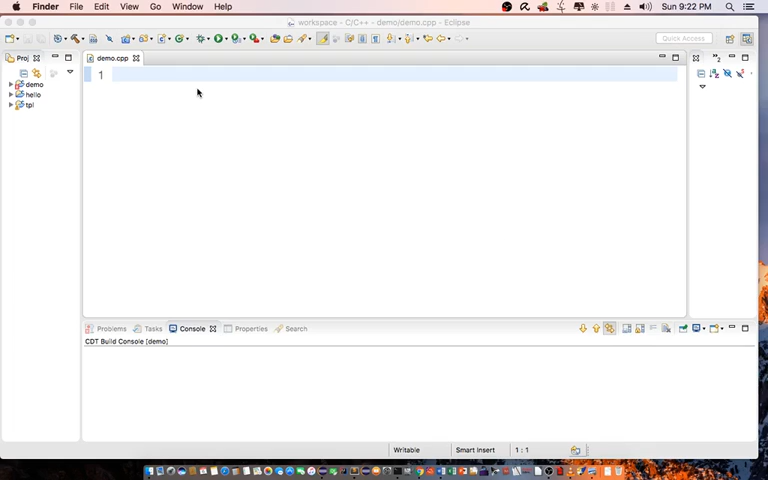 Finder File Edit View Go Window Help Sun 9:22 PM
workspace - C/C++ - demo/demo.cpp - Eclipse
Quick Access
Proj
demo.cpp
2
1
demo
hello
tpl
Problems Tasks Console Properties Search
CDT Build Console [demo]
Writable Smart Insert 1 : 1